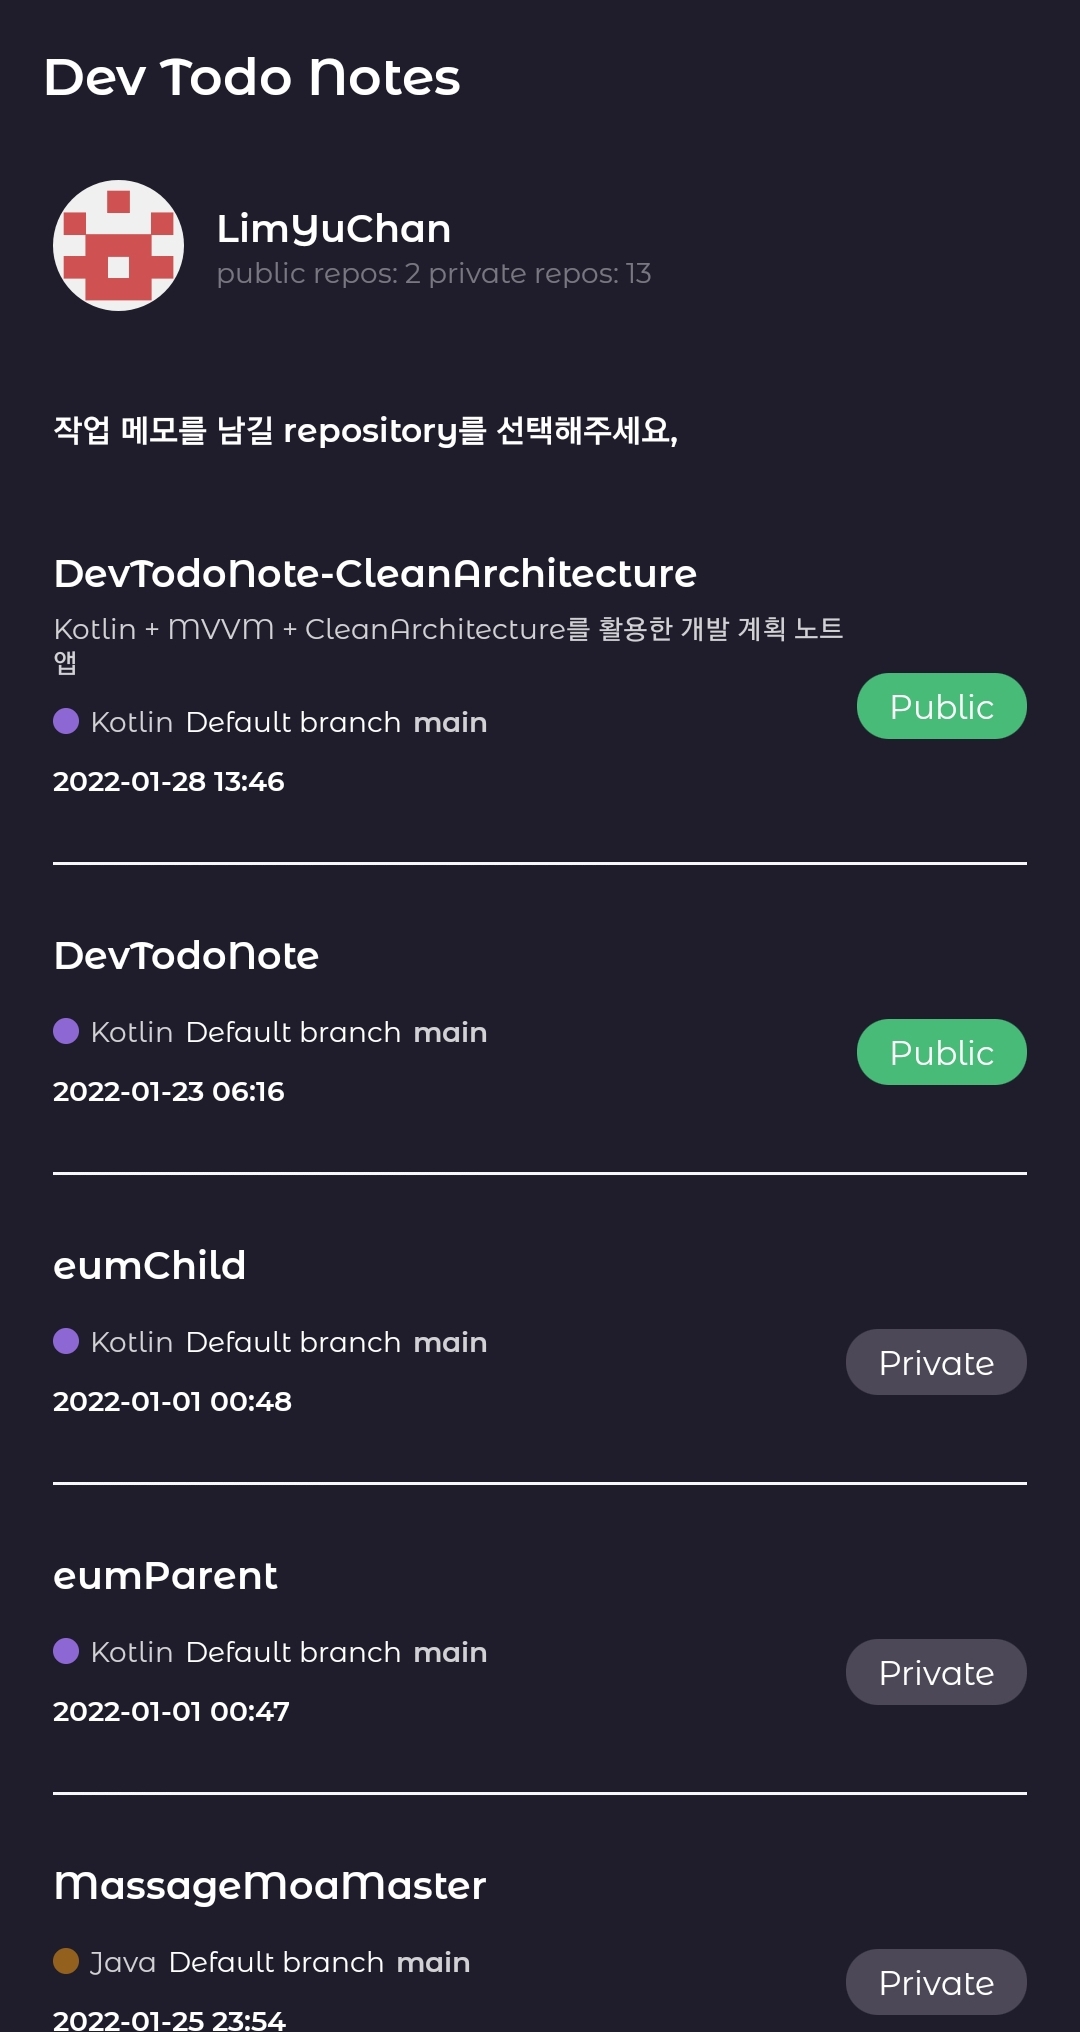 Dev Todo Notes
LimYuChan
public repos: 2 private repos: 13
작업 메모를 남길 repository를 선택해주세요,
DevTodoNote-CleanArchitecture
Kotlin + MVVM + CleanArchitecture를 활용한 개발 계획 노트
앱
Public
Kotlin Default branch main
2022-01-28 13:46
DevTodoNote
Kotlin Default branch main
Public
2022-01-23 06:16
eumChild
Kotlin Default branch main
Private
2022-01-01 00:48
eumParent
Kotlin Default branch main
Private
2022-01-01 00:47
MassageMoaMaster
Java Default branch main
Private
2022-01-25 23:54